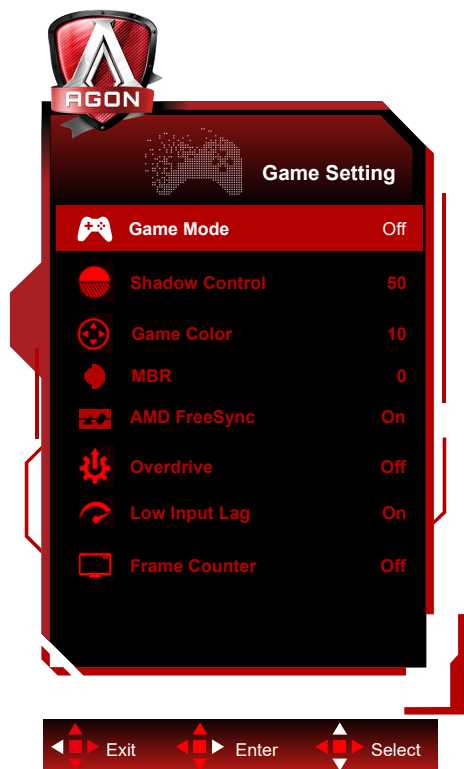 AGON
Game Setting
Game Mode Off
Shadow Control 50
Game Color 10
MBR 0
AMD FreeSync On
Overdrive Off
Low Input Lag On
Frame Counter Off
Exit Enter Select